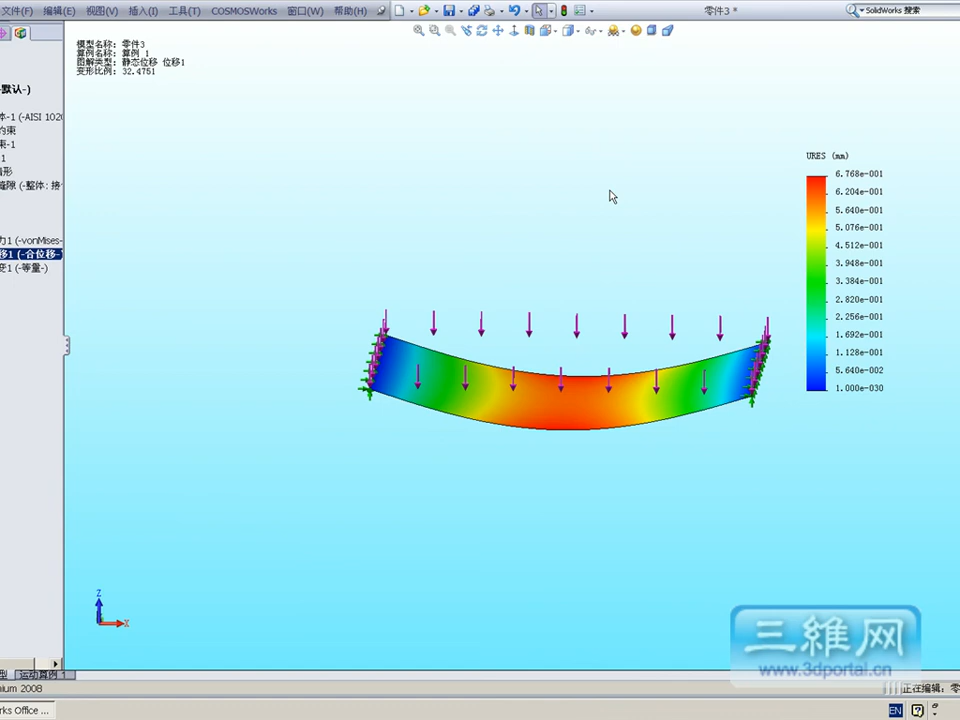 文件(F) 编辑(E) 视图(V) 插入(I) 工具(T) COSMOSWorks 窗口(W) 帮助(H) 零件3 * SolidWorks 搜索
模型名称: 零件3
算例名称: 算例 1
图解类型: 静态位移 位移1
变形比例: 32.4751
默认-)
体-1 (-AISI 1020
约束
束-1
1
隙 (-整体: 接
力1 (-vonMises-
移1 (-合位移-)
变1 (-等量-)
URES (mm)
6.768e-001
6.204e-001
5.640e-001
5.076e-001
4.512e-001
3.948e-001
3.384e-001
2.820e-001
2.256e-001
1.692e-001
1.128e-001
5.640e-002
1.000e-030
Z
X
三維网
www.3dportal.cn
型 运动算例 1
nium 2008
正在编辑: 零
rks Office ...
EN